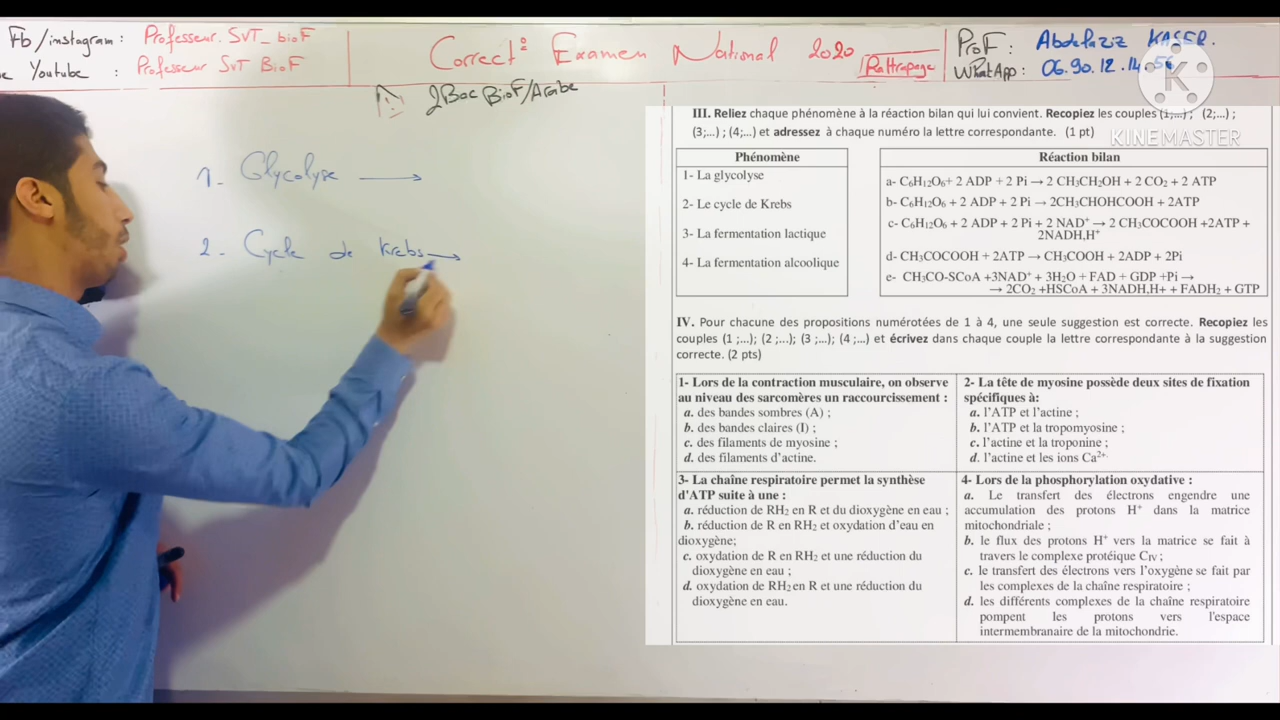 Fb/instagram: Professeur.SVT_bioF
Youtube : Professeur SVT BioF
Correct° Examen National 2020
Rattrapage
Prof: Abdelaziz KASER.
WhatApp: 06.90.12.14.56
2Bac BioF/Arabe
K
KINEMASTER
1- Glycolyse →
2- Cycle de Krebs →
III. Reliez chaque phénomène à la réaction bilan qui lui convient. Recopiez les couples (1;...) ; (2;...) ;
(3;...) ; (4;...) et adressez à chaque numéro la lettre correspondante. (1 pt)
Phénomène
1- La glycolyse
2- Le cycle de Krebs
3- La fermentation lactique
4- La fermentation alcoolique
Réaction bilan
a- C₆H₁₂O₆+ 2 ADP + 2 Pi → 2 CH₃CH₂OH + 2 CO₂ + 2 ATP
b- C₆H₁₂O₆ + 2 ADP + 2 Pi → 2CH₃CHOHCOOH + 2ATP
c- C₆H₁₂O₆ + 2 ADP + 2 Pi + 2 NAD⁺ → 2 CH₃COCOOH +2ATP +
2NADH,H⁺
d- CH₃COCOOH + 2ATP → CH₃COOH + 2ADP + 2Pi
e- CH₃CO-SCoA +3NAD⁺ + 3H₂O + FAD + GDP +Pi →
→ 2CO₂ +HSCoA + 3NADH,H+ + FADH₂ + GTP
IV. Pour chacune des propositions numérotées de 1 à 4, une seule suggestion est correcte. Recopiez les
couples (1 ;...); (2 ;...); (3 ;...); (4 ;...) et écrivez dans chaque couple la lettre correspondante à la suggestion
correcte. (2 pts)
1- Lors de la contraction musculaire, on observe
au niveau des sarcomères un raccourcissement :
a. des bandes sombres (A) ;
b. des bandes claires (I) ;
c. des filaments de myosine ;
d. des filaments d'actine.
2- La tête de myosine possède deux sites de fixation
spécifiques à:
a. l'ATP et l'actine ;
b. l'ATP et la tropomyosine ;
c. l'actine et la troponine ;
d. l'actine et les ions Ca²⁺.
3- La chaîne respiratoire permet la synthèse
d'ATP suite à une :
a. réduction de RH₂ en R et du dioxygène en eau ;
b. réduction de R en RH₂ et oxydation d'eau en
dioxygène;
c. oxydation de R en RH₂ et une réduction du
dioxygène en eau ;
d. oxydation de RH₂ en R et une réduction du
dioxygène en eau.
4- Lors de la phosphorylation oxydative :
a. Le transfert des électrons engendre une
accumulation des protons H⁺ dans la matrice
mitochondriale ;
b. le flux des protons H⁺ vers la matrice se fait à
travers le complexe protéique CIV ;
c. le transfert des électrons vers l'oxygène se fait par
les complexes de la chaîne respiratoire ;
d. les différents complexes de la chaîne respiratoire
pompent les protons vers l'espace
intermembranaire de la mitochondrie.